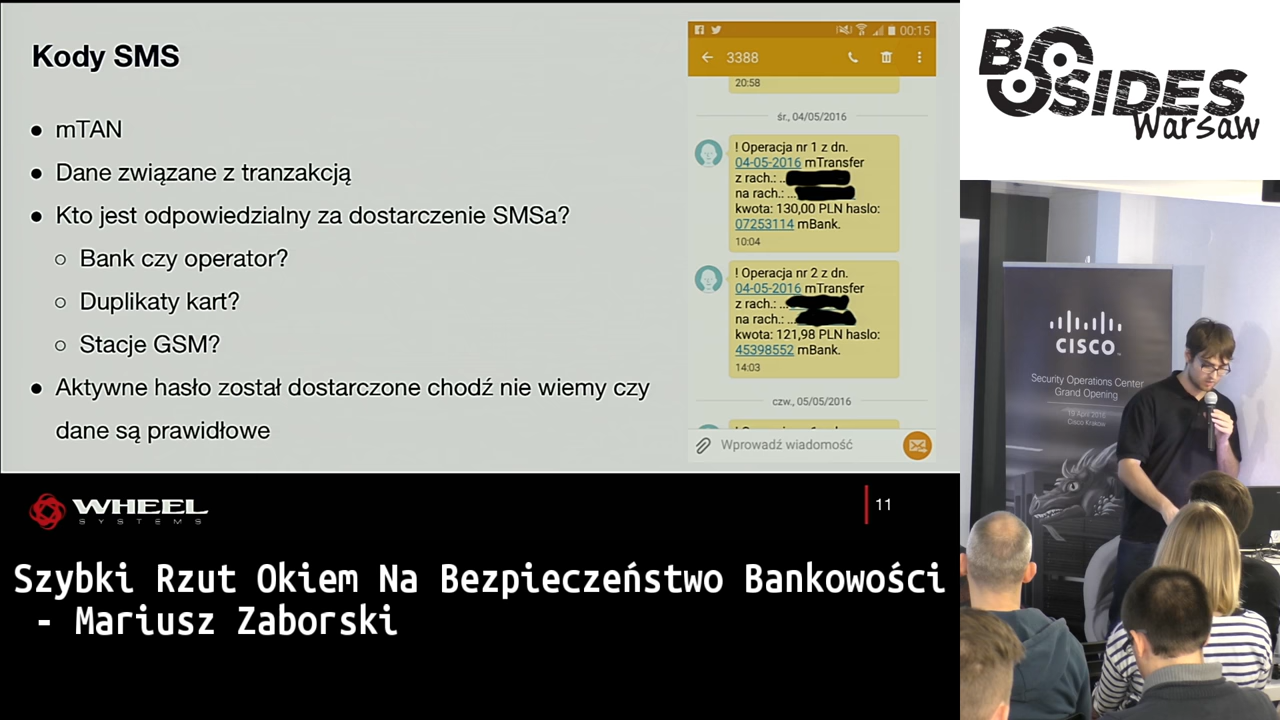 Kody SMS
● mTAN
● Dane związane z tranzakcją
● Kto jest odpowiedzialny za dostarczenie SMSa?
○ Bank czy operator?
○ Duplikaty kart?
○ Stacje GSM?
● Aktywne hasło został dostarczone chodź nie wiemy czy
dane są prawidłowe
00:15
3388
20:58
śr., 04/05/2016
! Operacja nr 1 z dn.
04-05-2016 mTransfer
z rach.: ..
na rach.: ..
kwota: 130,00 PLN haslo:
07253114 mBank.
10:04
! Operacja nr 2 z dn.
04-05-2016 mTransfer
z rach.: ..
na rach.: ...
kwota: 121,98 PLN haslo:
45398552 mBank.
14:03
czw., 05/05/2016
Wprowadź wiadomość
WHEEL
SYSTEMS
11
Szybki Rzut Okiem Na Bezpieczeństwo Bankowości
- Mariusz Zaborski
BSIDES
Warsaw
CISCO
Security Operations Center
Grand Opening
19 April 2016
Cisco Krakow